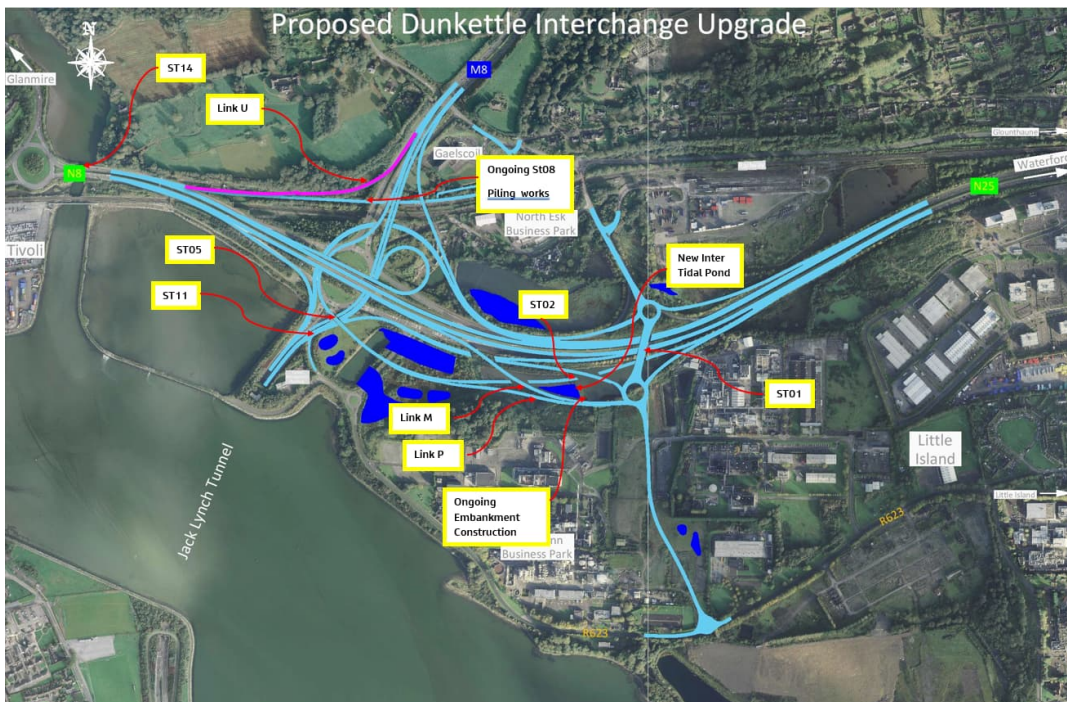 Proposed Dunkettle Interchange Upgrade
N
M8
ST14
Glanmire
Link U
Glounthaune
Gaelscoil
Waterford
N8
Ongoing St08
Piling works
N25
North Esk
Business Park
Tivoli
ST05
New Inter
Tidal Pond
ST11
ST02
ST01
Link M
Link P
Little
Island
Ongoing
Embankment
Construction
Little Island
Jack Lynch Tunnel
R623
Business Park
R623